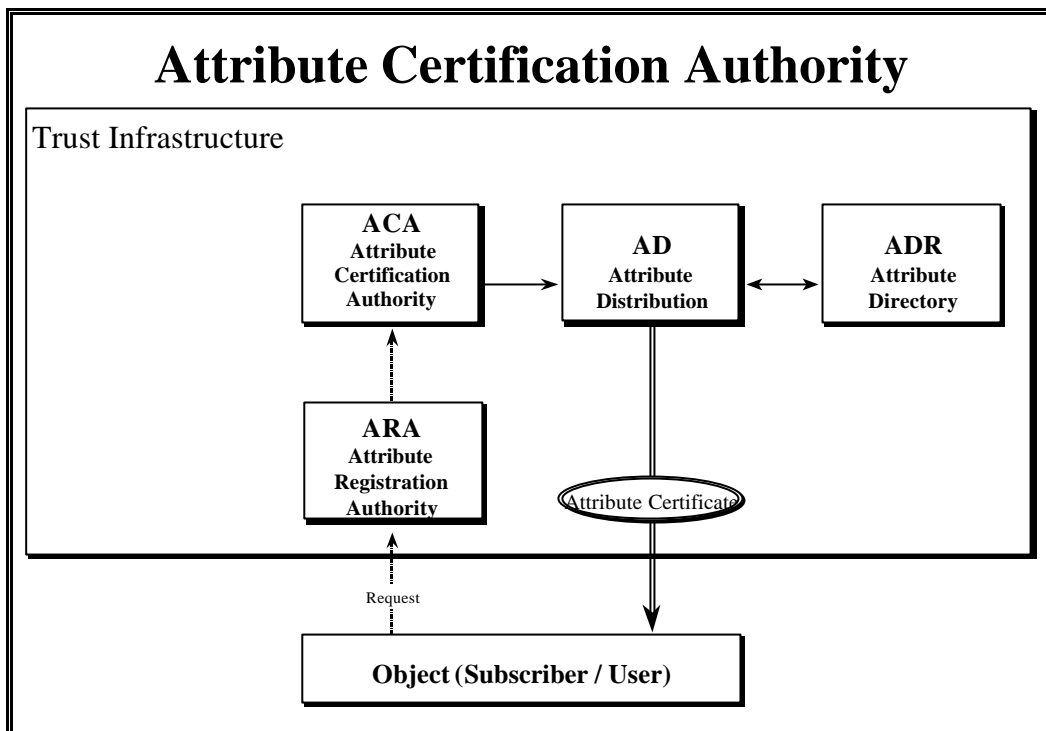 Attribute Certification Authority
Trust Infrastructure
ACA
Attribute
Certification
Authority
AD
Attribute
Distribution
ADR
Attribute
Directory
ARA
Attribute
Registration
Authority
Attribute Certificate
Request
Object (Subscriber / User)